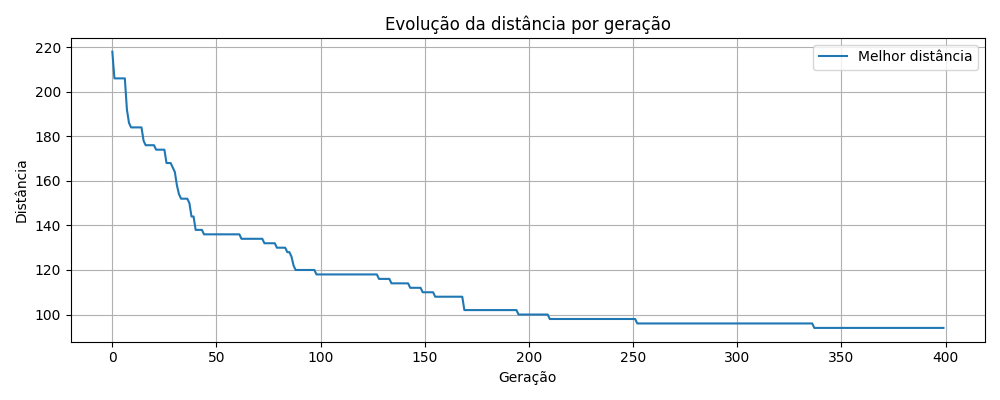 Evolução da distância por geração
Melhor distância
Distância
220
200
180
160
140
120
100
0 50 100 150 200 250 300 350 400
Geração